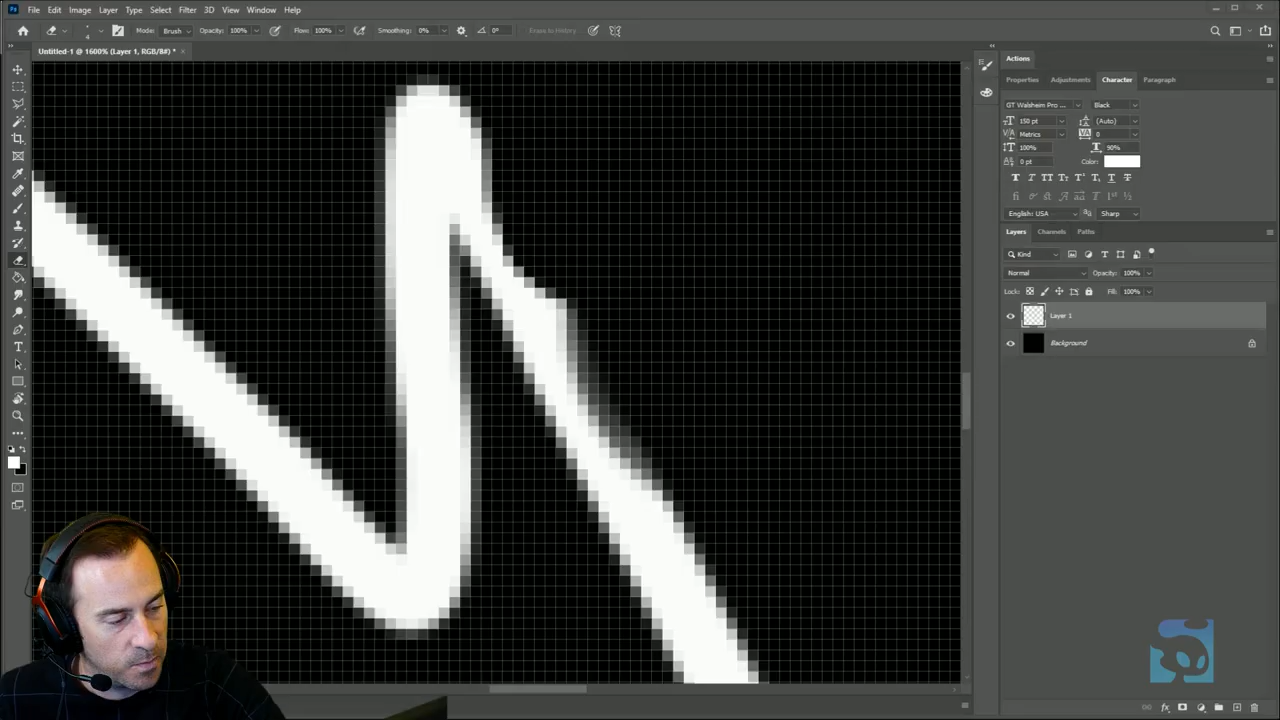 Ps File Edit Image Layer Type Select Filter 3D View Window Help
4 Mode: Brush Opacity: 100% Flow: 100% Smoothing: 0% 0° Erase to History
Untitled-1 @ 1600% (Layer 1, RGB/8#) * ×
Actions
Properties Adjustments Character Paragraph
GT Walsheim Pro ... Black
150 pt (Auto)
Metrics 0
100% 90%
0 pt Color:
English: USA Sharp
Layers Channels Paths
Kind
Normal Opacity: 100%
Lock: Fill: 100%
Layer 1
Background